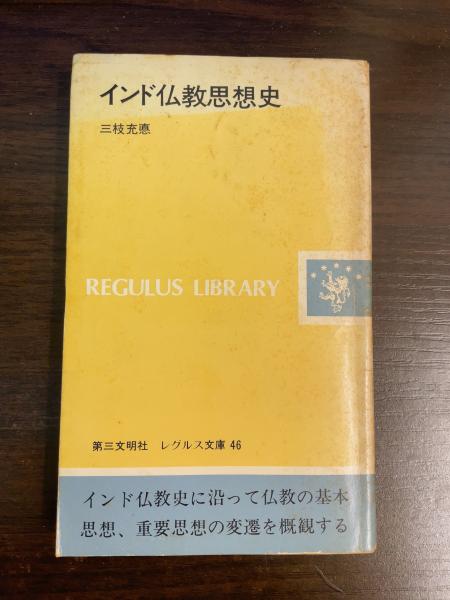 インド仏教思想史
三枝充悳
REGULUS LIBRARY
第三文明社 レグルス文庫 46
インド仏教史に沿って仏教の基本
思想、重要思想の変遷を概観する